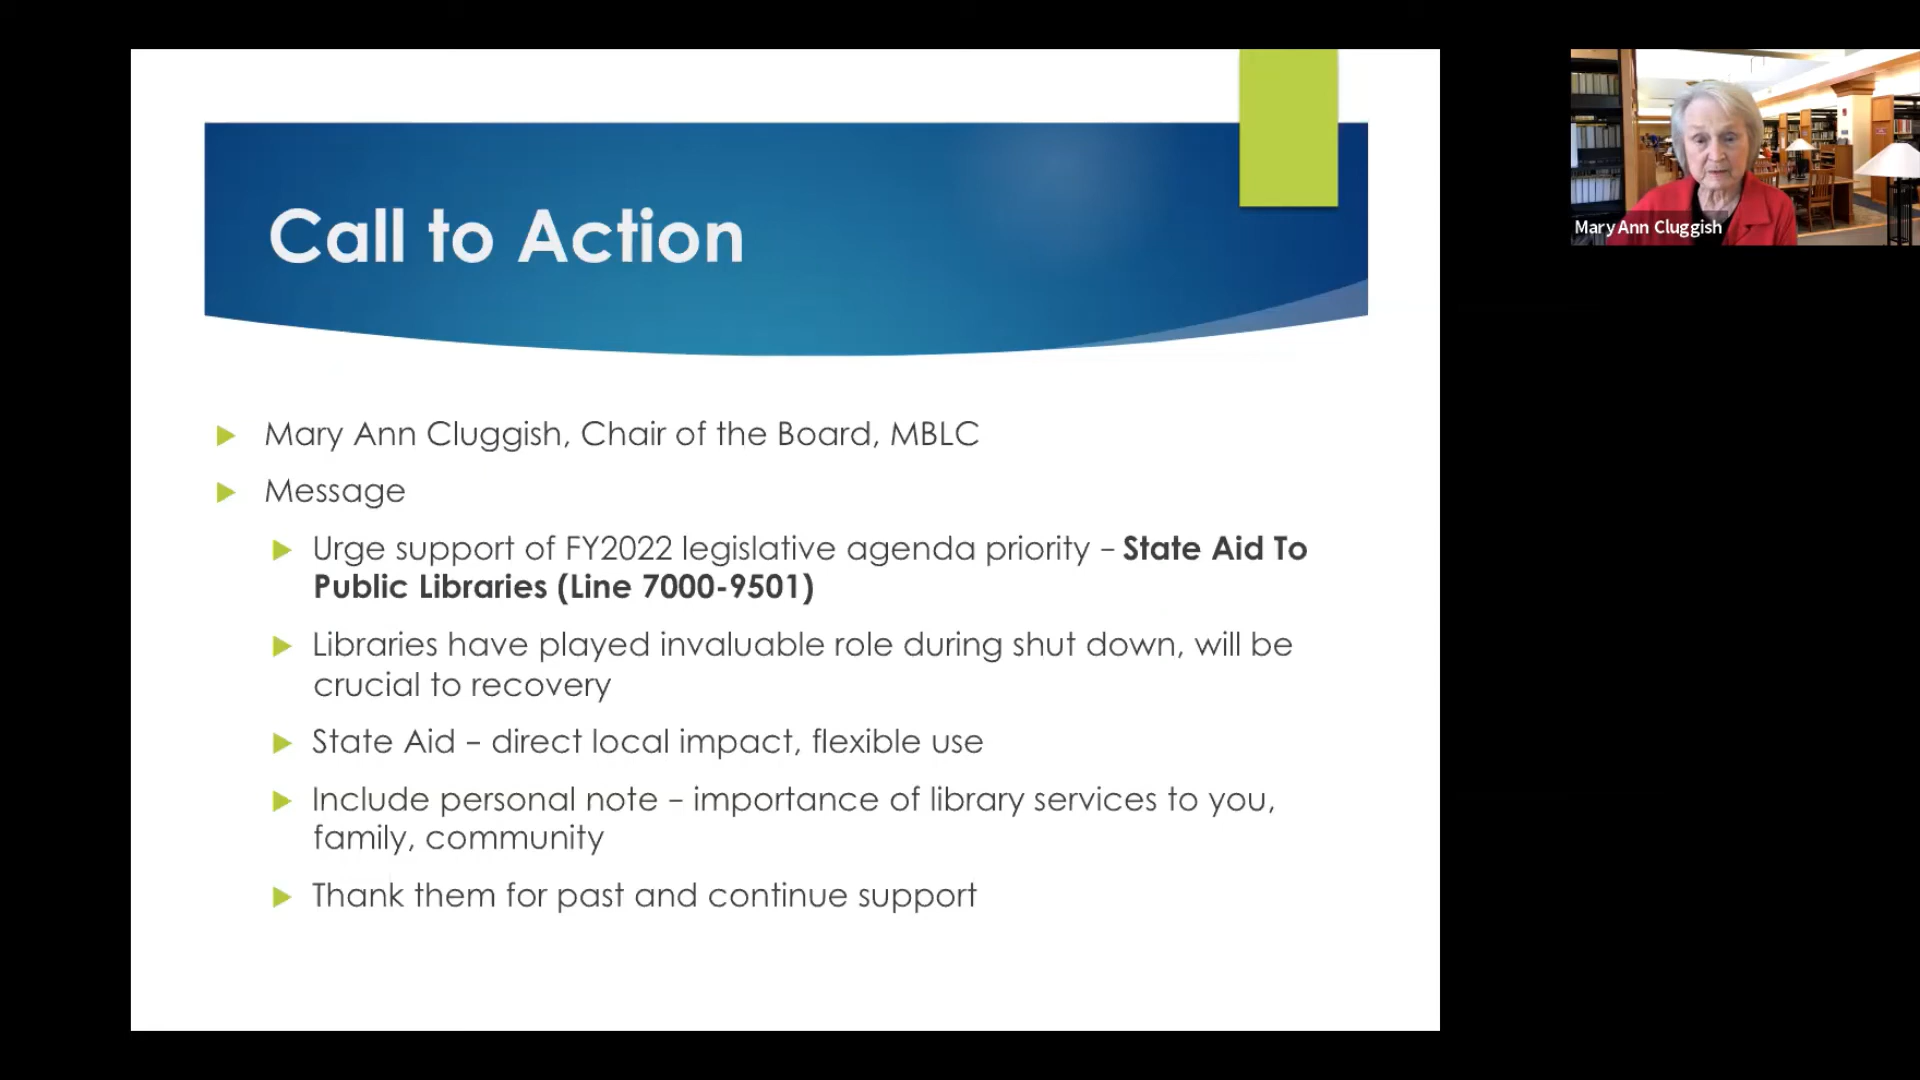 Call to Action
Mary Ann Cluggish
Mary Ann Cluggish, Chair of the Board, MBLC
Message
Urge support of FY2022 legislative agenda priority – State Aid To
Public Libraries (Line 7000-9501)
Libraries have played invaluable role during shut down, will be
crucial to recovery
State Aid – direct local impact, flexible use
Include personal note – importance of library services to you,
family, community
Thank them for past and continue support